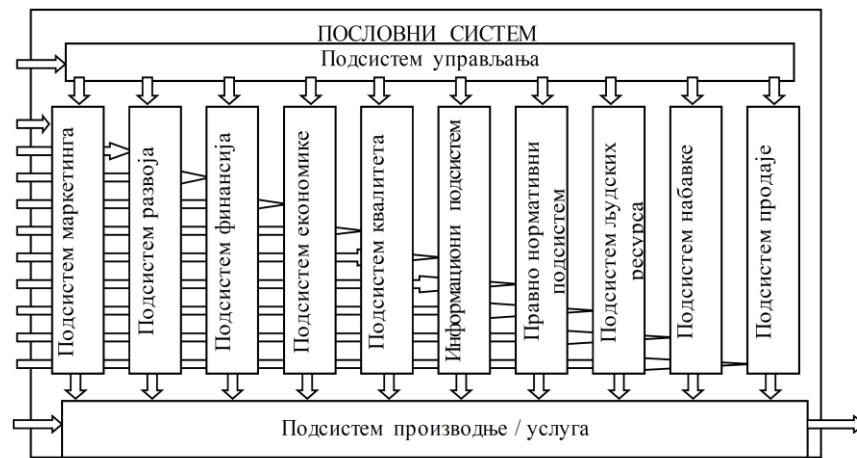 ПОСЛОВНИ СИСТЕМ
Подсистем управљања
Подсистем маркетинга
Подсистем развоја
Подсистем финансија
Подсистем економике
Подсистем квалитета
Информациони подсистем
Правно нормативни
подсистем
Подсистем људских
ресурса
Подсистем набавке
Подсистем продаје
Подсистем производње / услуга